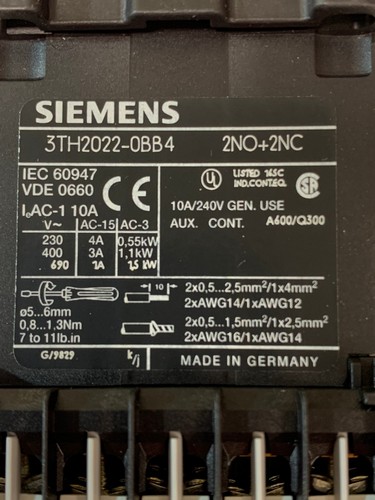 SIEMENS
3TH2022-0BB4 2NO+2NC
IEC 60947
VDE 0660
CE
UL LISTED 165C
IND.CONT.EQ.
IeAC-1 10A
10A/240V GEN. USE
AUX. CONT. A600/Q300
V~ AC-15 AC-3
230 4A 0,55kW
400 3A 1,1kW
690 2A 1,5kW
10
2x0,5...2,5mm²/1x4mm²
2xAWG14/1xAWG12
ø5...6mm
0,8...1,3Nm
7 to 11lb.in
2x0,5...1,5mm²/1x2,5mm²
2xAWG16/1xAWG14
G/9829 k/j MADE IN GERMANY